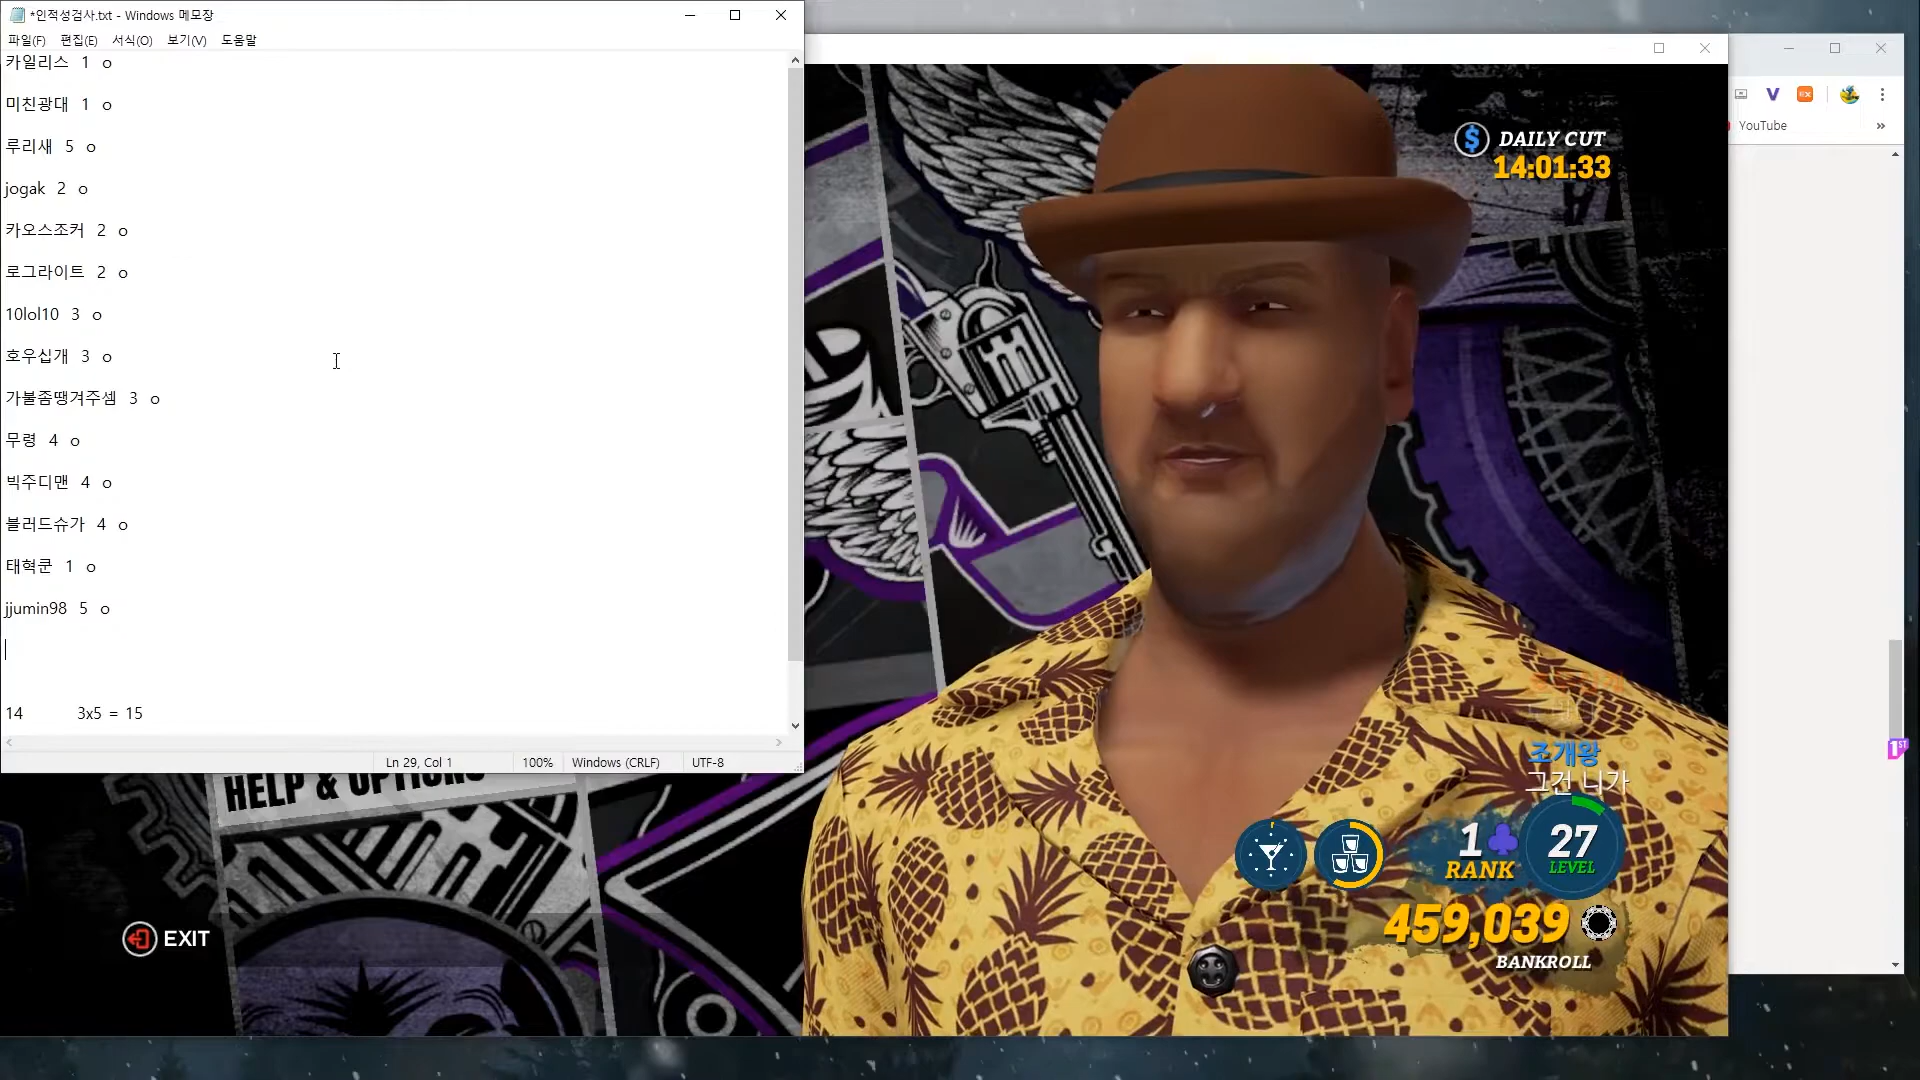 *인적성검사.txt - Windows 메모장
파일(F) 편집(E) 서식(O) 보기(V) 도움말
카일리스 1 o
미친광대 1 o
루리새 5 o
jogak 2 o
카오스조커 2 o
로그라이트 2 o
10lol10 3 o
호우십개 3 o
가불좀땡겨주셈 3 o
무령 4 o
빅주디맨 4 o
블러드슈가 4 o
태혁쿤 1 o
jjumin98 5 o
14 3x5 = 15
Ln 29, Col 1 100% Windows (CRLF) UTF-8
YouTube
DAILY CUT
14:01:33
조개왕
그건 니가
1 RANK
27 LEVEL
459,039
BANKROLL
HELP & OPTIONS
EXIT
1ST